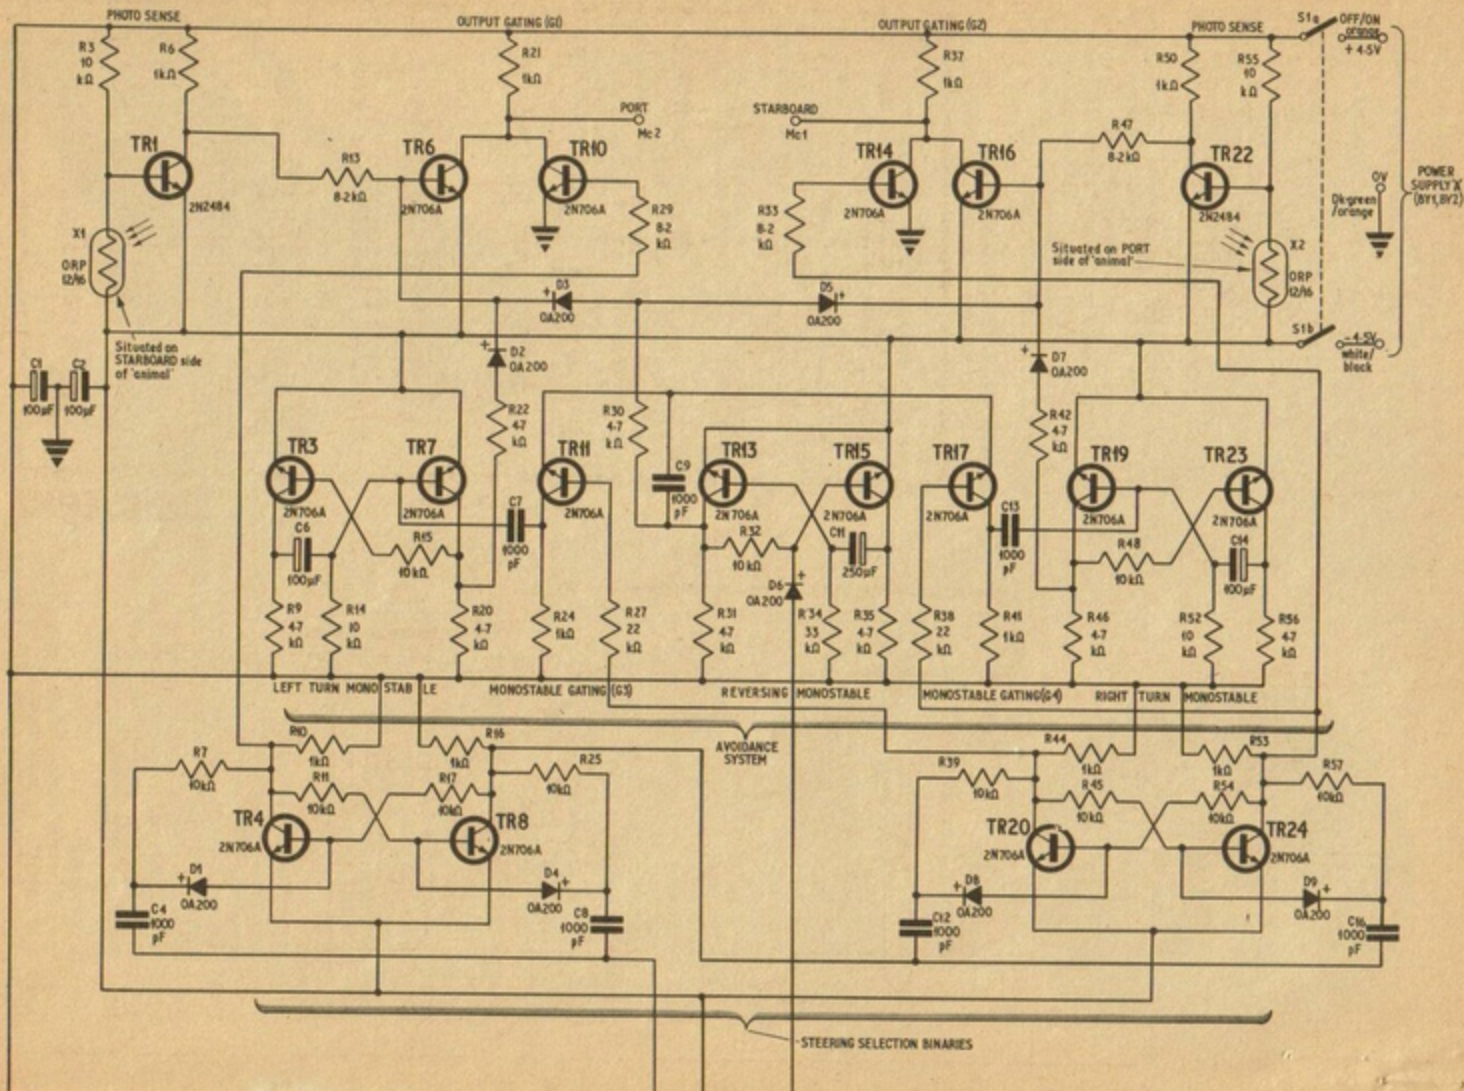 PHOTO SENSE
OUTPUT GATING (G1)
OUTPUT GATING (G2)
PHOTO SENSE
S1a
OFF/ON
orange
+ 4·5V
R3
10
kΩ
R6
1kΩ
R21
1kΩ
R37
1kΩ
R50
1kΩ
R55
10
kΩ
PORT
Mc2
STARBOARD
Mc1
TR1
2N2484
R13
8·2kΩ
TR6
2N706A
TR10
2N706A
R29
8·2
kΩ
R33
8·2
kΩ
TR14
2N706A
TR16
2N706A
R47
8·2kΩ
TR22
2N2484
0V
Dk·green
/orange
POWER
SUPPLY 'A'
(BY1,BY2)
X1
ORP
12/16
Situated on
STARBOARD side
of 'animal'
Situated on PORT
side of 'animal'
X2
ORP
12/16
S1b
- 4·5V
white/
black
D3
OA200
D5
OA200
C1
100µF
C2
100µF
D2
OA200
D7
OA200
R22
4·7
kΩ
R30
4·7
kΩ
R42
4·7
kΩ
TR3
2N706A
TR7
2N706A
TR11
2N706A
C9
1000
pF
TR13
2N706A
TR15
2N706A
TR17
2N706A
TR19
2N706A
TR23
2N706A
C6
100µF
R15
10kΩ
C7
1000
pF
R32
10kΩ
C11
250µF
C13
1000
pF
R48
10kΩ
C14
100µF
D6
OA200
R9
4·7
kΩ
R14
10
kΩ
R20
4·7
kΩ
R24
1kΩ
R27
22
kΩ
R31
4·7
kΩ
R34
33
kΩ
R35
4·7
kΩ
R38
22
kΩ
R41
1kΩ
R46
4·7
kΩ
R52
10
kΩ
R56
4·7
kΩ
LEFT TURN MONOSTABLE
MONOSTABLE GATING (G3)
REVERSING MONOSTABLE
MONOSTABLE GATING (G4)
RIGHT TURN MONOSTABLE
AVOIDANCE
SYSTEM
R7
10kΩ
R10
1kΩ
R16
1kΩ
R25
10kΩ
R11
10kΩ
R17
10kΩ
TR4
2N706A
TR8
2N706A
D1
OA200
D4
OA200
C4
1000
pF
C8
1000
pF
R39
10kΩ
R44
1kΩ
R53
1kΩ
R57
10kΩ
R45
10kΩ
R54
10kΩ
TR20
2N706A
TR24
2N706A
D8
OA200
D9
OA200
C12
1000
pF
C16
1000
pF
STEERING SELECTION BINARIES